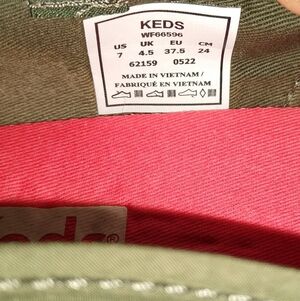 KEDS
WF66596
US UK EU CM
7 4.5 37.5 24
62159 0522
MADE IN VIETNAM /
FABRIQUÉ EN VIETNAM
Keds